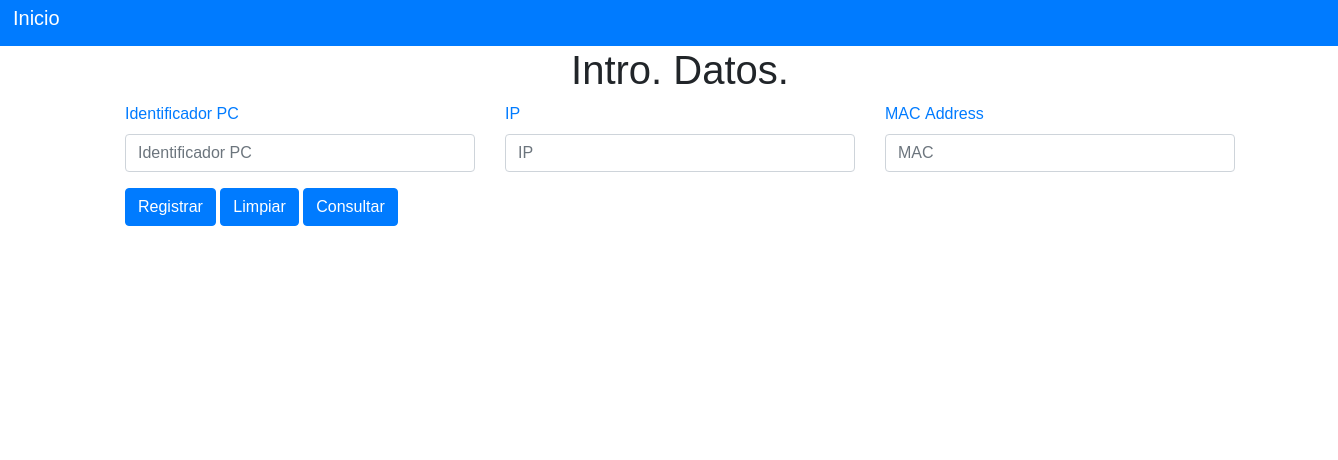 Inicio
Intro. Datos.
Identificador PC IP MAC Address
Identificador PC IP MAC
Registrar Limpiar Consultar